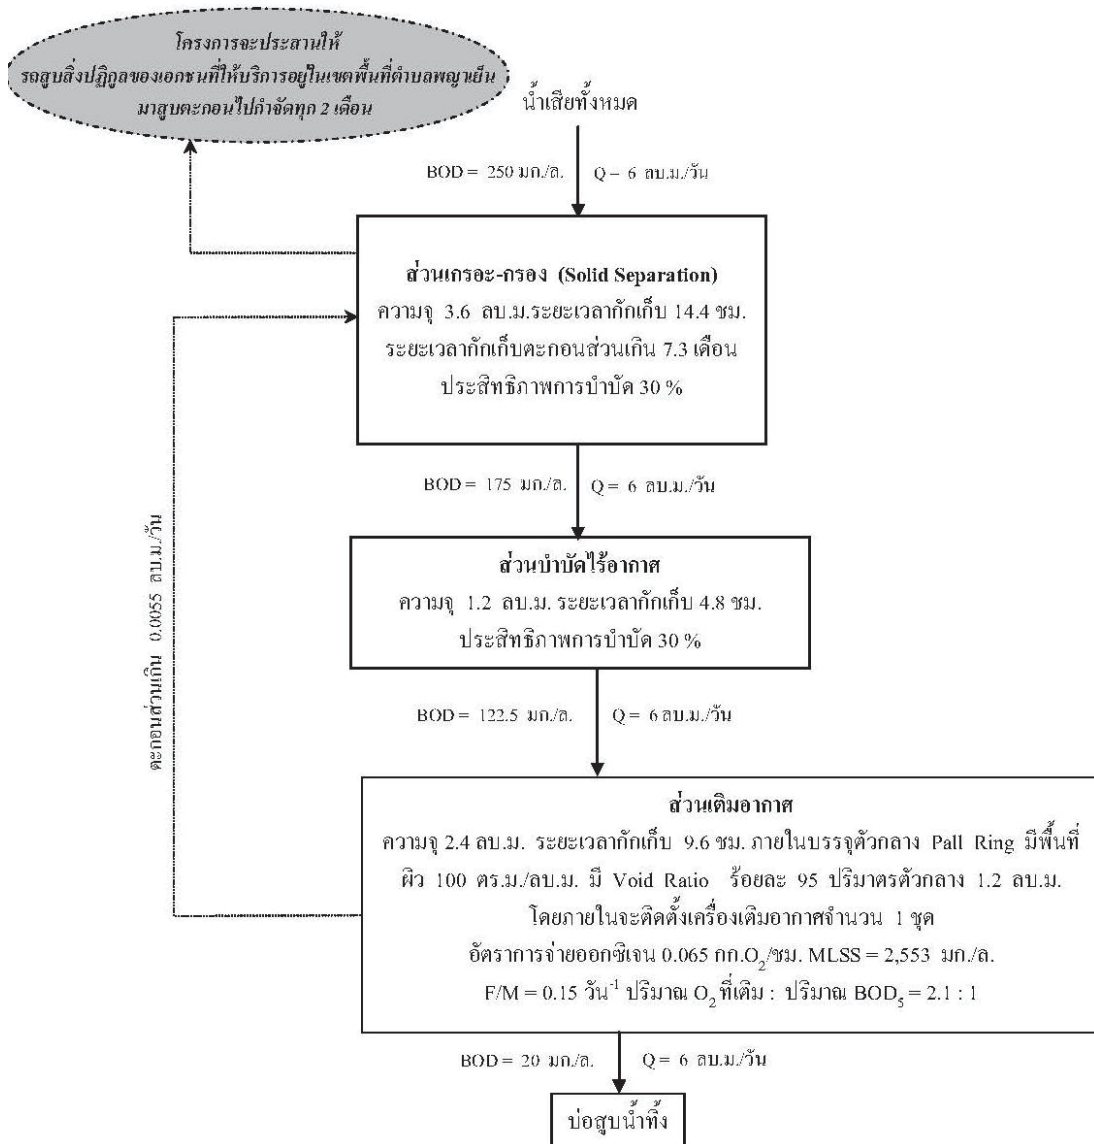 โครงการจะประสานให้
รถสูบสิ่งปฏิกูลของเอกชนที่ให้บริการอยู่ในเขตพื้นที่ตำบลพญาเย็น
มาสูบตะกอนไปกำจัดทุก 2 เดือน
น้ำเสียทั้งหมด
BOD = 250 มก./ล. Q = 6 ลบ.ม./วัน
ส่วนเกรอะ-กรอง (Solid Separation)
ความจุ 3.6 ลบ.ม.ระยะเวลากักเก็บ 14.4 ชม.
ระยะเวลากักเก็บตะกอนส่วนเกิน 7.3 เดือน
ประสิทธิภาพการบำบัด 30 %
BOD = 175 มก./ล. Q = 6 ลบ.ม./วัน
ส่วนบำบัดไร้อากาศ
ความจุ 1.2 ลบ.ม. ระยะเวลากักเก็บ 4.8 ชม.
ประสิทธิภาพการบำบัด 30 %
ตะกอนส่วนเกิน 0.0055 ลบ.ม./วัน
BOD = 122.5 มก./ล. Q = 6 ลบ.ม./วัน
ส่วนเติมอากาศ
ความจุ 2.4 ลบ.ม. ระยะเวลากักเก็บ 9.6 ชม. ภายในบรรจุตัวกลาง Pall Ring มีพื้นที่
ผิว 100 ตร.ม./ลบ.ม. มี Void Ratio ร้อยละ 95 ปริมาตรตัวกลาง 1.2 ลบ.ม.
โดยภายในจะติดตั้งเครื่องเติมอากาศจำนวน 1 ชุด
อัตราการจ่ายออกซิเจน 0.065 กก.O₂/ชม. MLSS = 2,553 มก./ล.
F/M = 0.15 วัน⁻¹ ปริมาณ O₂ ที่เติม : ปริมาณ BOD₅ = 2.1 : 1
BOD = 20 มก./ล. Q = 6 ลบ.ม./วัน
บ่อสูบน้ำทิ้ง